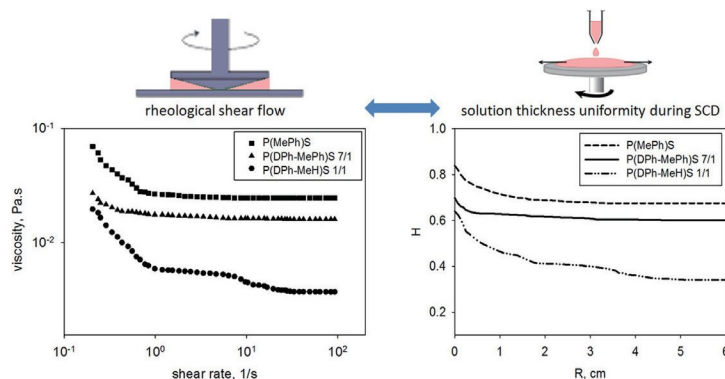 rheological shear flow
solution thickness uniformity during SCD
10⁻¹
10⁻²
viscosity, Pa.s
P(MePh)S
P(DPh-MePh)S 7/1
P(DPh-MeH)S 1/1
10⁻¹ 10⁰ 10¹ 10²
shear rate, 1/s
1.0
0.8
0.6
0.4
0.2
H
P(MePh)S
P(DPh-MePh)S 7/1
P(DPh-MeH)S 1/1
0 1 2 3 4 5 6
R, cm